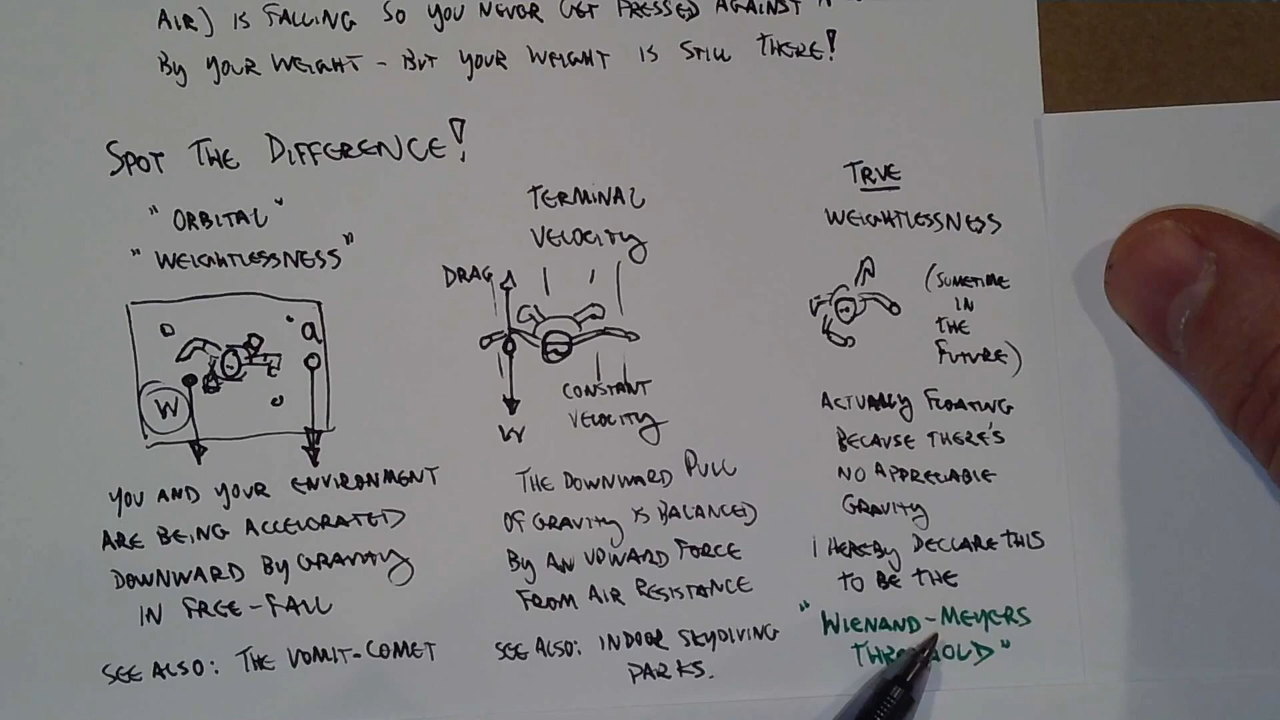 AIR) IS FALLING SO YOU NEVER GET PRESSED AGAINST
BY YOUR WEIGHT - BUT YOUR WEIGHT IS STILL THERE!
SPOT THE DIFFERENCE!
"ORBITAL"
"WEIGHTLESSNESS"
a
W
YOU AND YOUR ENVIRONMENT
ARE BEING ACCELORATED
DOWNWARD BY GRAVITY
IN FREE-FALL
SEE ALSO: THE VOMIT-COMET
TERMINAL
VELOCITY
DRAG
CONSTANT
VELOCITY
W
THE DOWNWARD PULL
OF GRAVITY IS BALANCED
BY AN UPWARD FORCE
FROM AIR RESISTANCE
SEE ALSO: INDOOR SKYDIVING
PARKS.
TRUE
WEIGHTLESSNESS
(SOMETIME
IN
THE
FUTURE)
ACTUALLY FLOATING
BECAUSE THERE'S
NO APPRECIABLE
GRAVITY
I HEREBY DECLARE THIS
TO BE THE
"WIENAND-MEYERS
THRESHOLD"